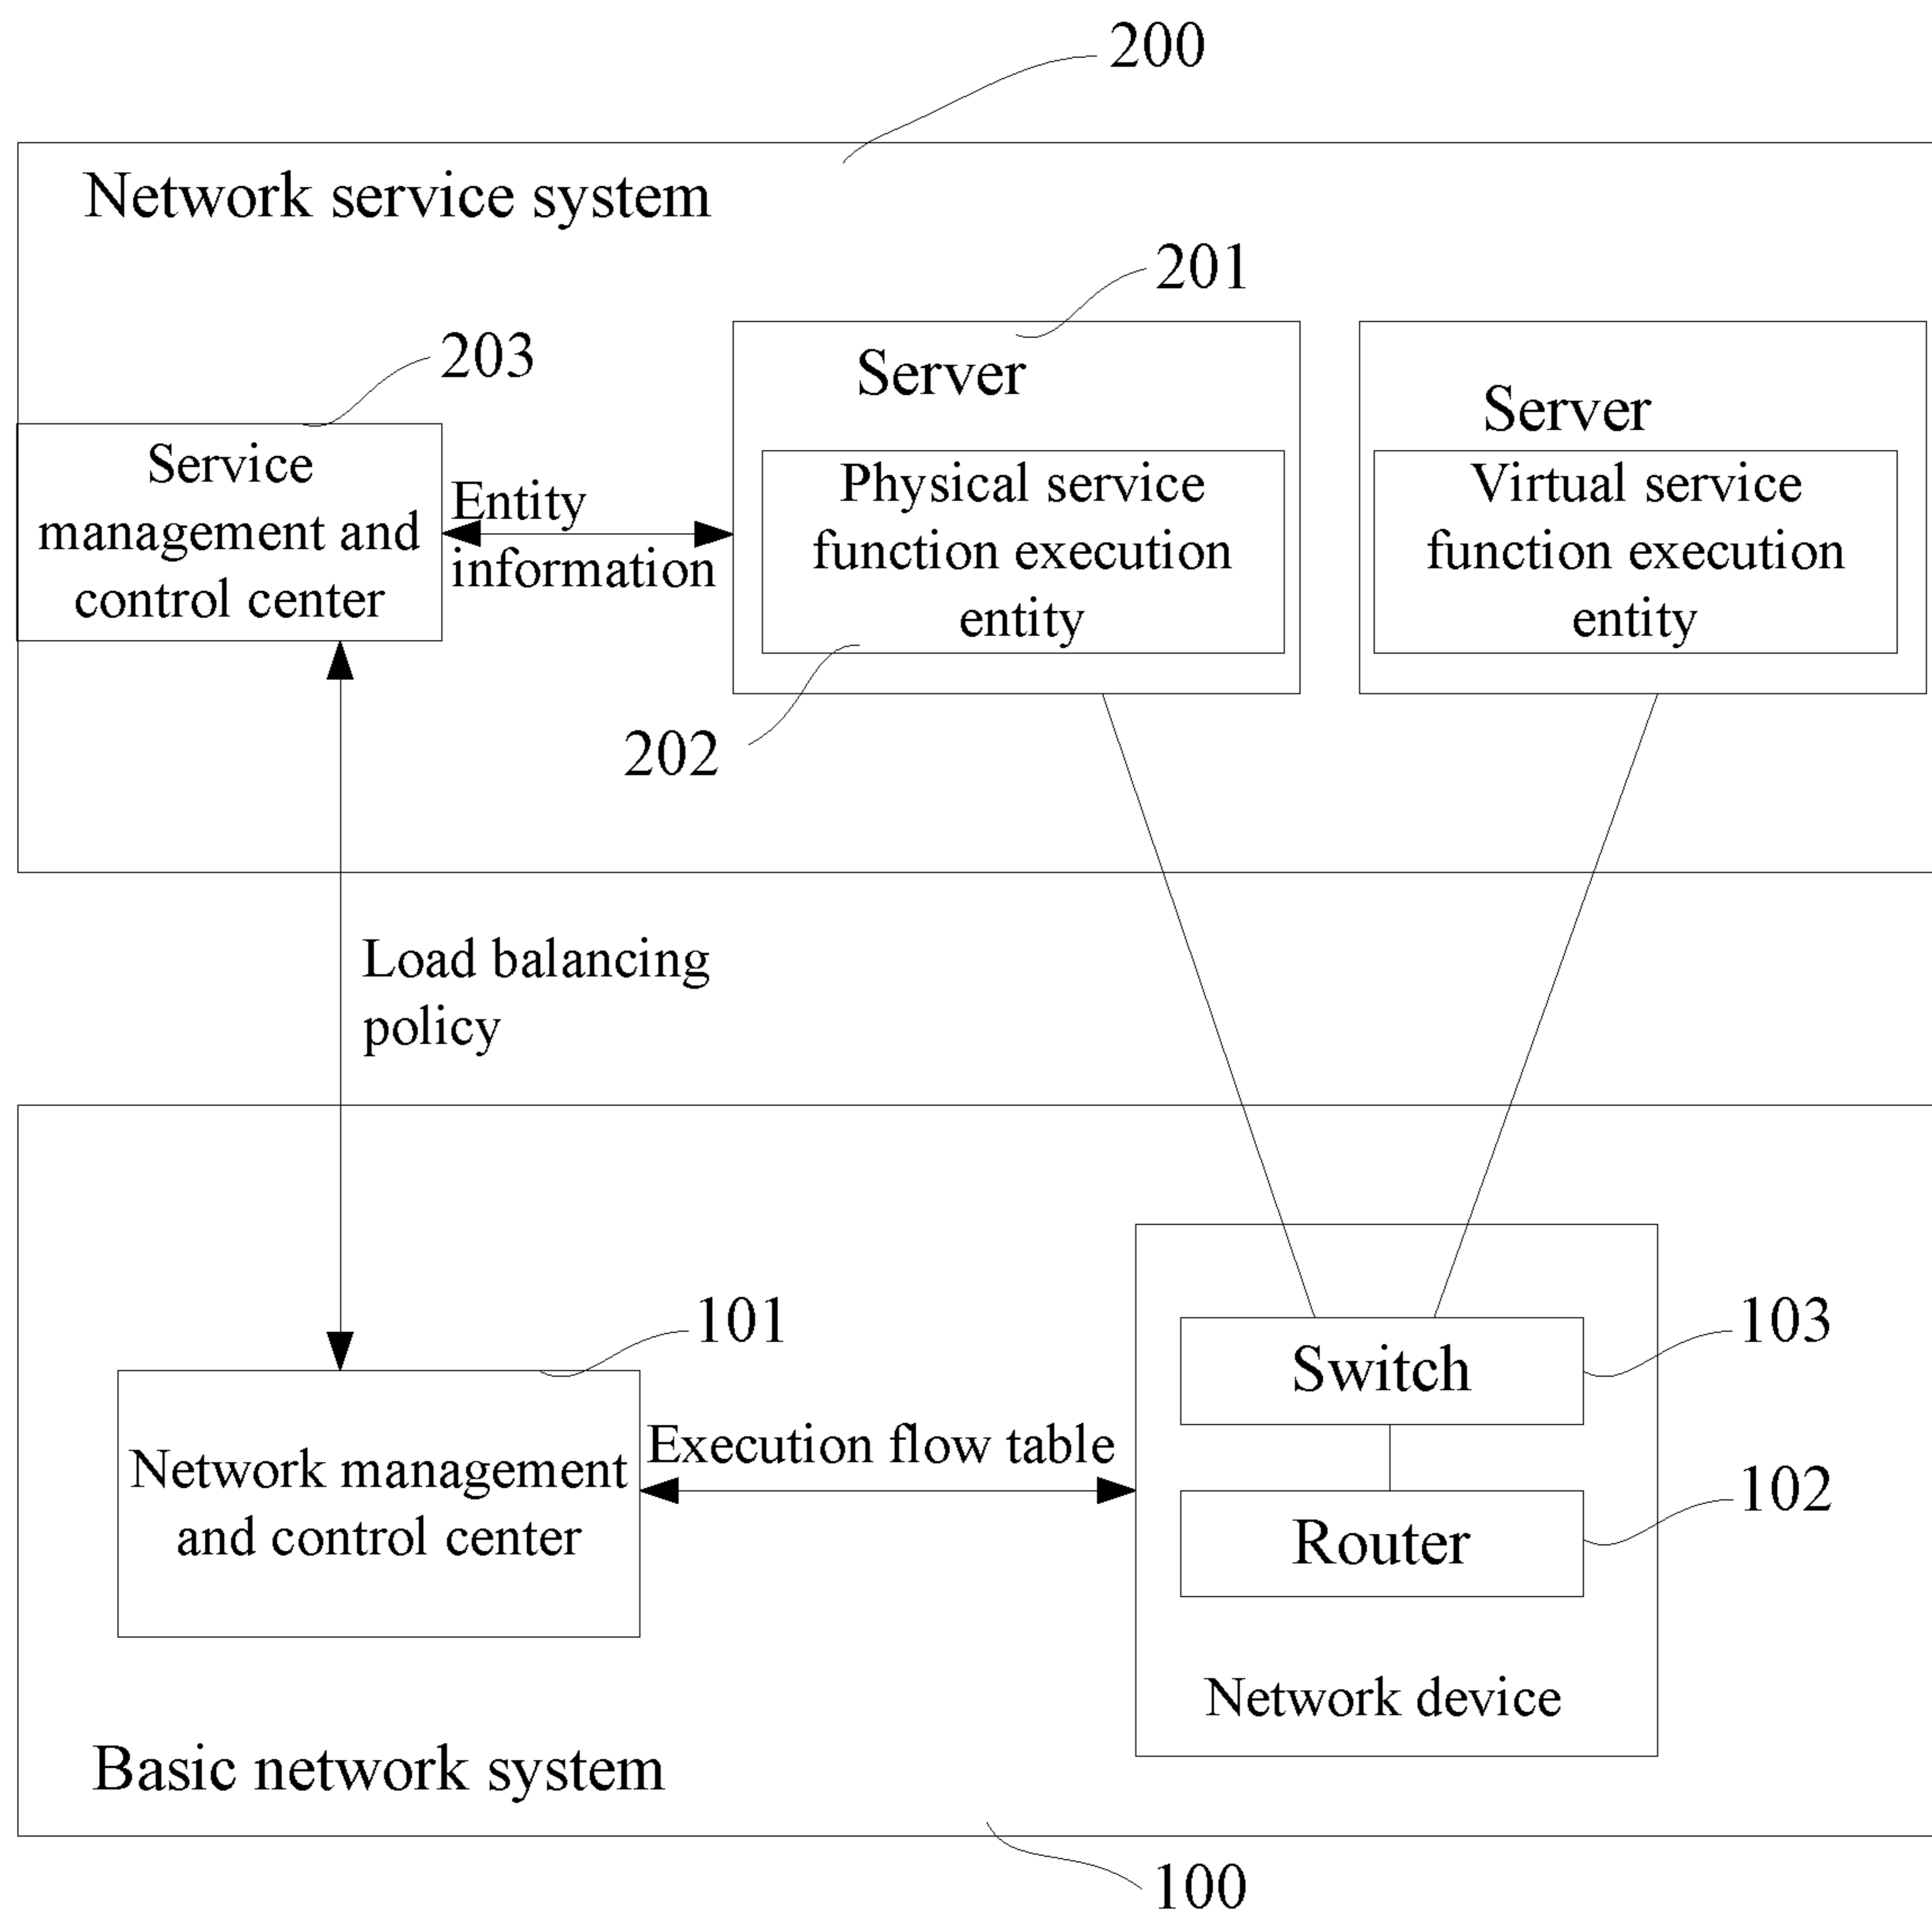 200
Network service system
201
203
Server
Server
Service
management and
control center
Entity
information
Physical service
function execution
entity
Virtual service
function execution
entity
202
Load balancing
policy
101
103
Switch
Network management
and control center
Execution flow table
102
Router
Network device
Basic network system
100